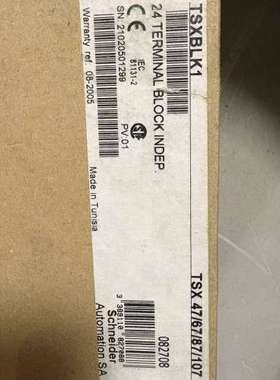 TSXBLK1
TSX 47/67/87/107
24 TERMINAL BLOCK INDEP.
082708
CE
IEC
61131-2
SN: 21020501299
PV:01
Schneider
Automation.SA
Made in Tunisia
Warranty ref. 08-2005